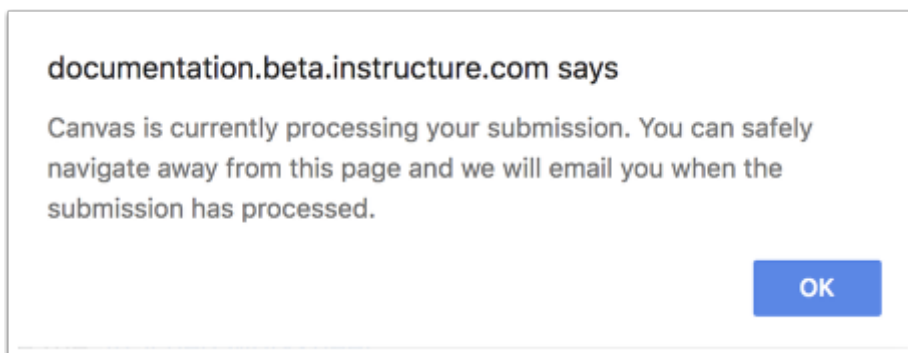 documentation.beta.instructure.com says
Canvas is currently processing your submission. You can safely
navigate away from this page and we will email you when the
submission has processed.
OK